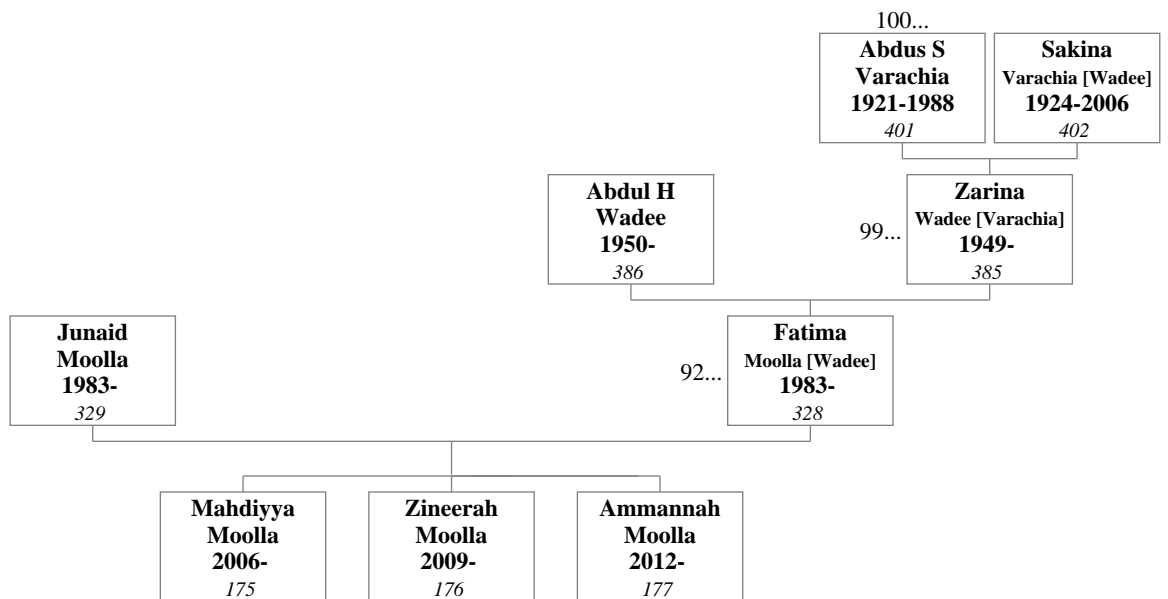 100...
Abdus S
Varachia
1921-1988
401
Sakina
Varachia [Wadee]
1924-2006
402
Abdul H
Wadee
1950-
386
99...
Zarina
Wadee [Varachia]
1949-
385
Junaid
Moolla
1983-
329
92...
Fatima
Moolla [Wadee]
1983-
328
Mahdiyya
Moolla
2006-
175
Zineerah
Moolla
2009-
176
Ammannah
Moolla
2012-
177